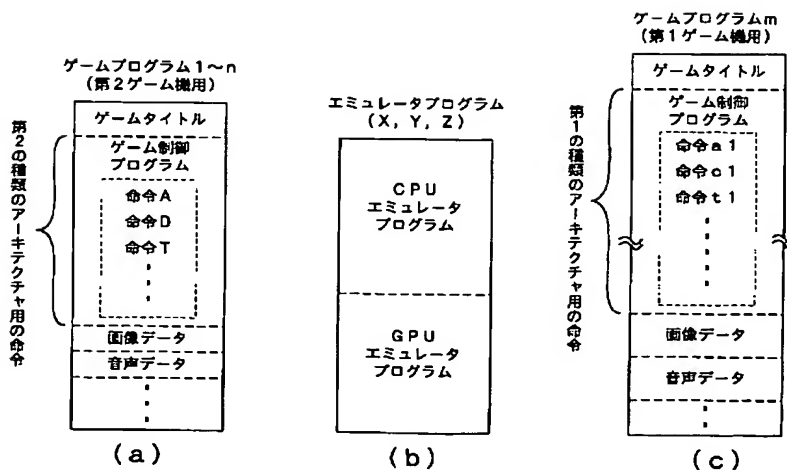 ゲームプログラム1〜n
(第2ゲーム機用)
ゲームタイトル
ゲーム制御
プログラム
命令A
命令D
命令T
第2の種類のアーキテクチャ用の命令
画像データ
音声データ
(a)
エミュレータプログラム
(X, Y, Z)
CPU
エミュレータ
プログラム
GPU
エミュレータ
プログラム
(b)
ゲームプログラムm
(第1ゲーム機用)
ゲームタイトル
ゲーム制御
プログラム
命令a1
命令c1
命令t1
第1の種類のアーキテクチャ用の命令
画像データ
音声データ
(c)